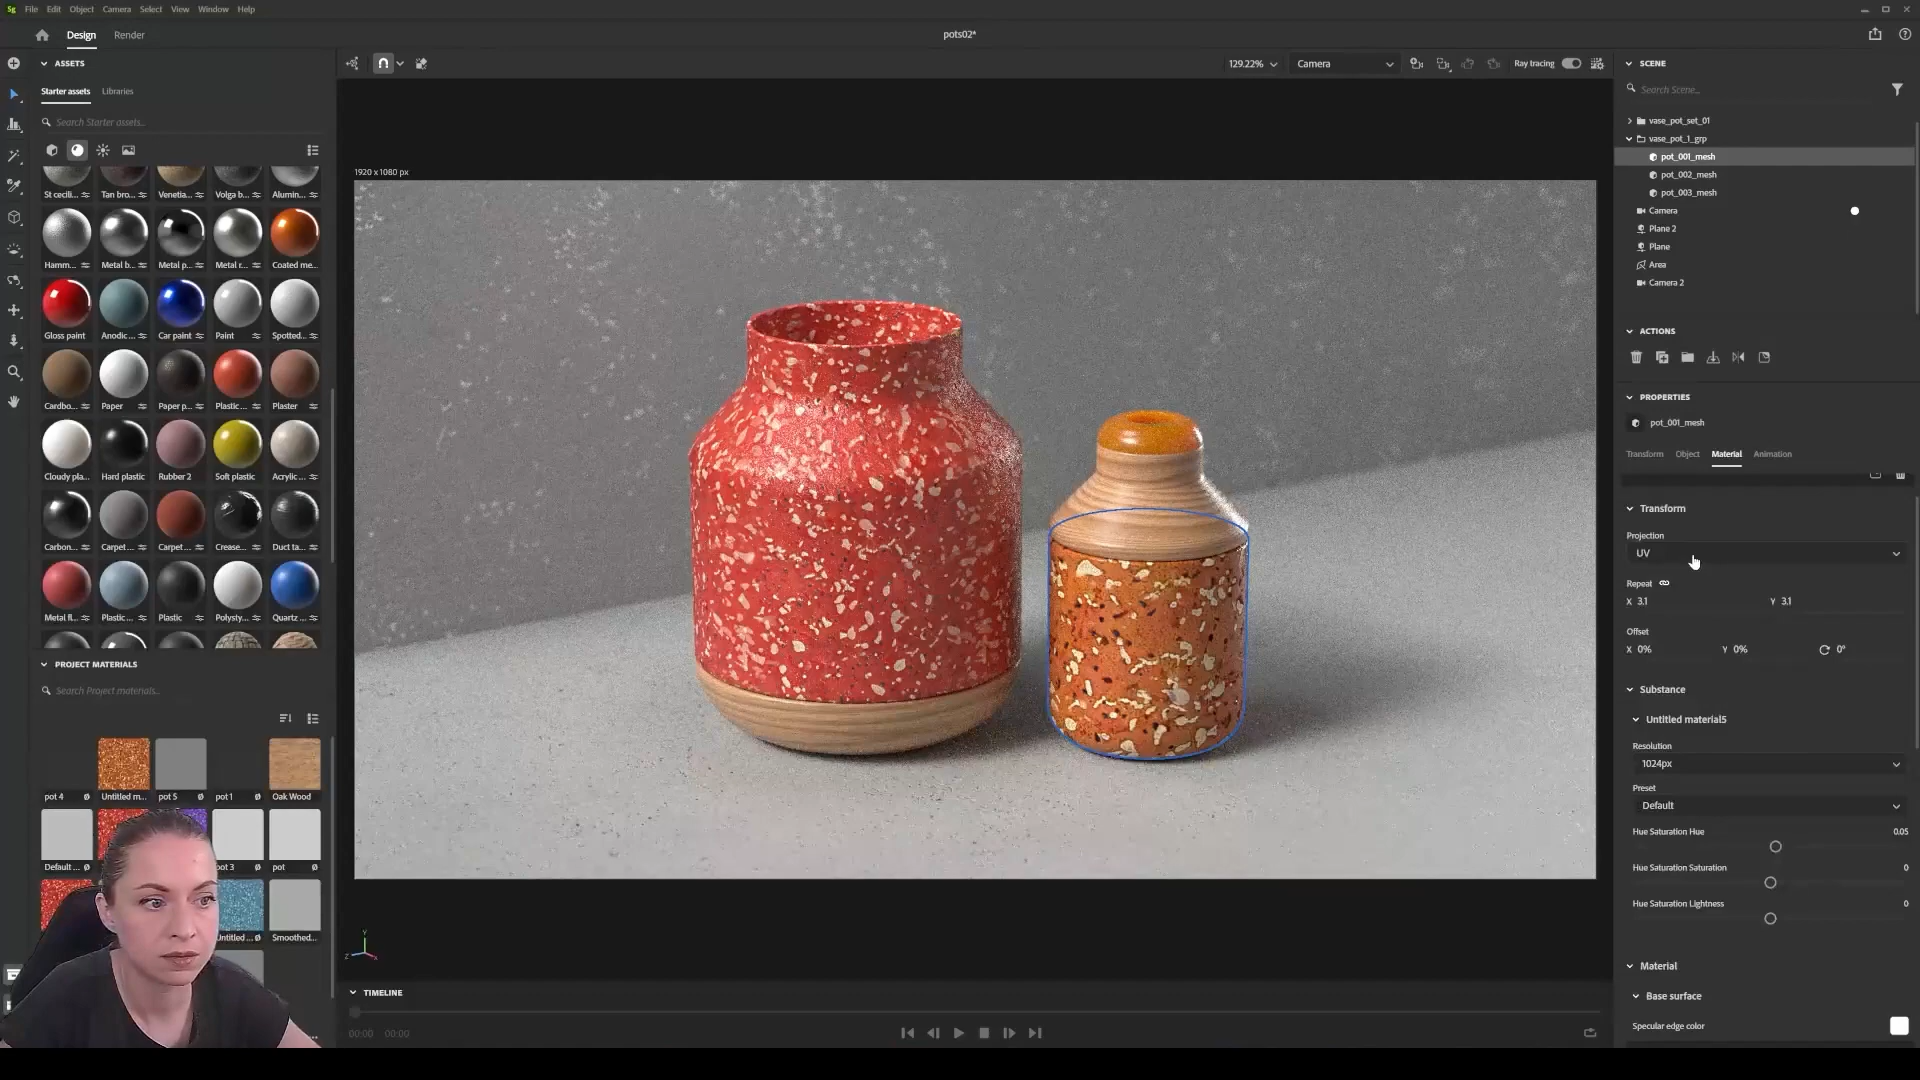 Sg File Edit Object Camera Select View Window Help
Design Render
pots02*
ASSETS
Starter assets Libraries
Search Starter assets...
St cecili... Tan bro... Venetia... Volga b... Alumin...
Hamm... Metal b... Metal p... Metal r... Coated me...
Gloss paint Anodic... Car paint Paint Spotted...
Cardbo... Paper Paper p... Plastic... Plaster
Cloudy pla... Hard plastic Rubber 2 Soft plastic Acrylic...
Carbon... Carpet... Carpet... Crease... Duct ta...
Metal fl... Plastic... Plastic Polysty... Quartz...
PROJECT MATERIALS
Search Project materials...
pot 4 Untitled m... pot 5 pot 1 Oak Wood
Default... pot 3 pot
Untitled... Smoothed...
129.22% Camera Ray tracing
1920 x 1080 px
Y
Z X
TIMELINE
00:00 00:00
SCENE
Search Scene...
vase_pot_set_01
vase_pot_1_grp
pot_001_mesh
pot_002_mesh
pot_003_mesh
Camera
Plane 2
Plane
Area
Camera 2
ACTIONS
PROPERTIES
pot_001_mesh
Transform Object Material Animation
Transform
Projection
UV
Repeat
X 3.1 Y 3.1
Offset
X 0% Y 0% 0°
Substance
Untitled material5
Resolution
1024px
Preset
Default
Hue Saturation Hue 0.05
Hue Saturation Saturation 0
Hue Saturation Lightness 0
Material
Base surface
Specular edge color